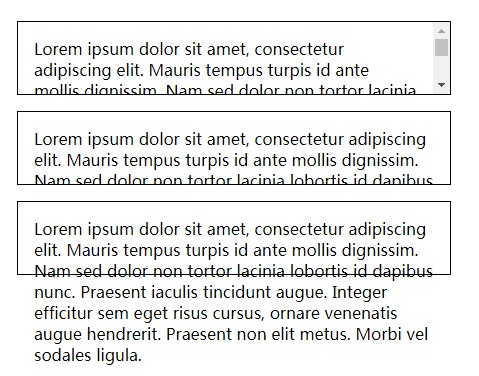 Lorem ipsum dolor sit amet, consectetur
adipiscing elit. Mauris tempus turpis id ante
mollis dignissim. Nam sed dolor non tortor lacinia
Lorem ipsum dolor sit amet, consectetur adipiscing
elit. Mauris tempus turpis id ante mollis dignissim.
Nam sed dolor non tortor lacinia lobortis id dapibus
Lorem ipsum dolor sit amet, consectetur adipiscing
elit. Mauris tempus turpis id ante mollis dignissim.
Nam sed dolor non tortor lacinia lobortis id dapibus
nunc. Praesent iaculis tincidunt augue. Integer
efficitur sem eget risus cursus, ornare venenatis
augue hendrerit. Praesent non elit metus. Morbi vel
sodales ligula.